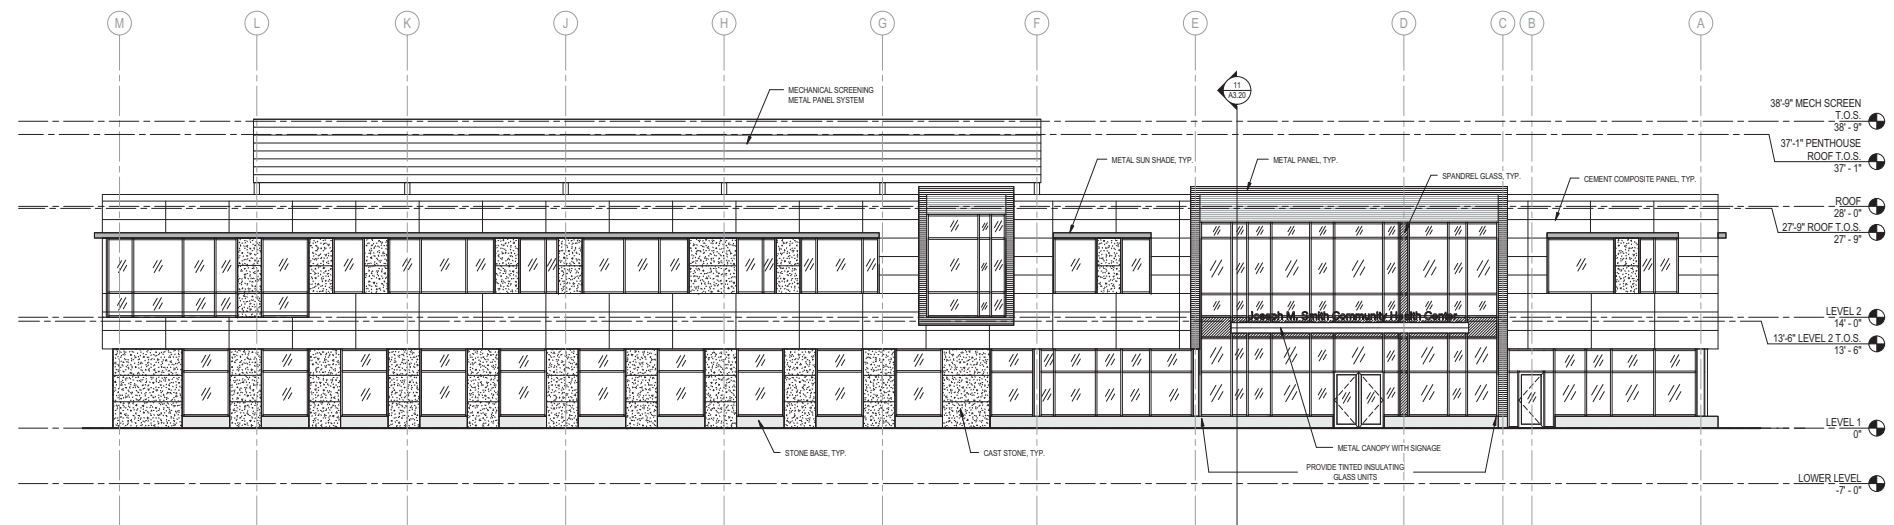 M L K J H G F E D C B A
MECHANICAL SCREENING
METAL PANEL SYSTEM
11
A3.20
38'-9" MECH SCREEN
T.O.S.
38' - 9"
37'-1" PENTHOUSE
ROOF T.O.S.
37' - 1"
METAL SUN SHADE, TYP.
METAL PANEL, TYP.
SPANDREL GLASS, TYP.
CEMENT COMPOSITE PANEL, TYP.
ROOF
28' - 0"
27'-9" ROOF T.O.S.
27' - 9"
Joseph M. Smith Community Health Center
LEVEL 2
14' - 0"
13'-6" LEVEL 2 T.O.S.
13' - 6"
LEVEL 1
0"
STONE BASE, TYP.
CAST STONE, TYP.
METAL CANOPY WITH SIGNAGE
PROVIDE TINTED INSULATING
GLASS UNITS
LOWER LEVEL
-7' - 0"